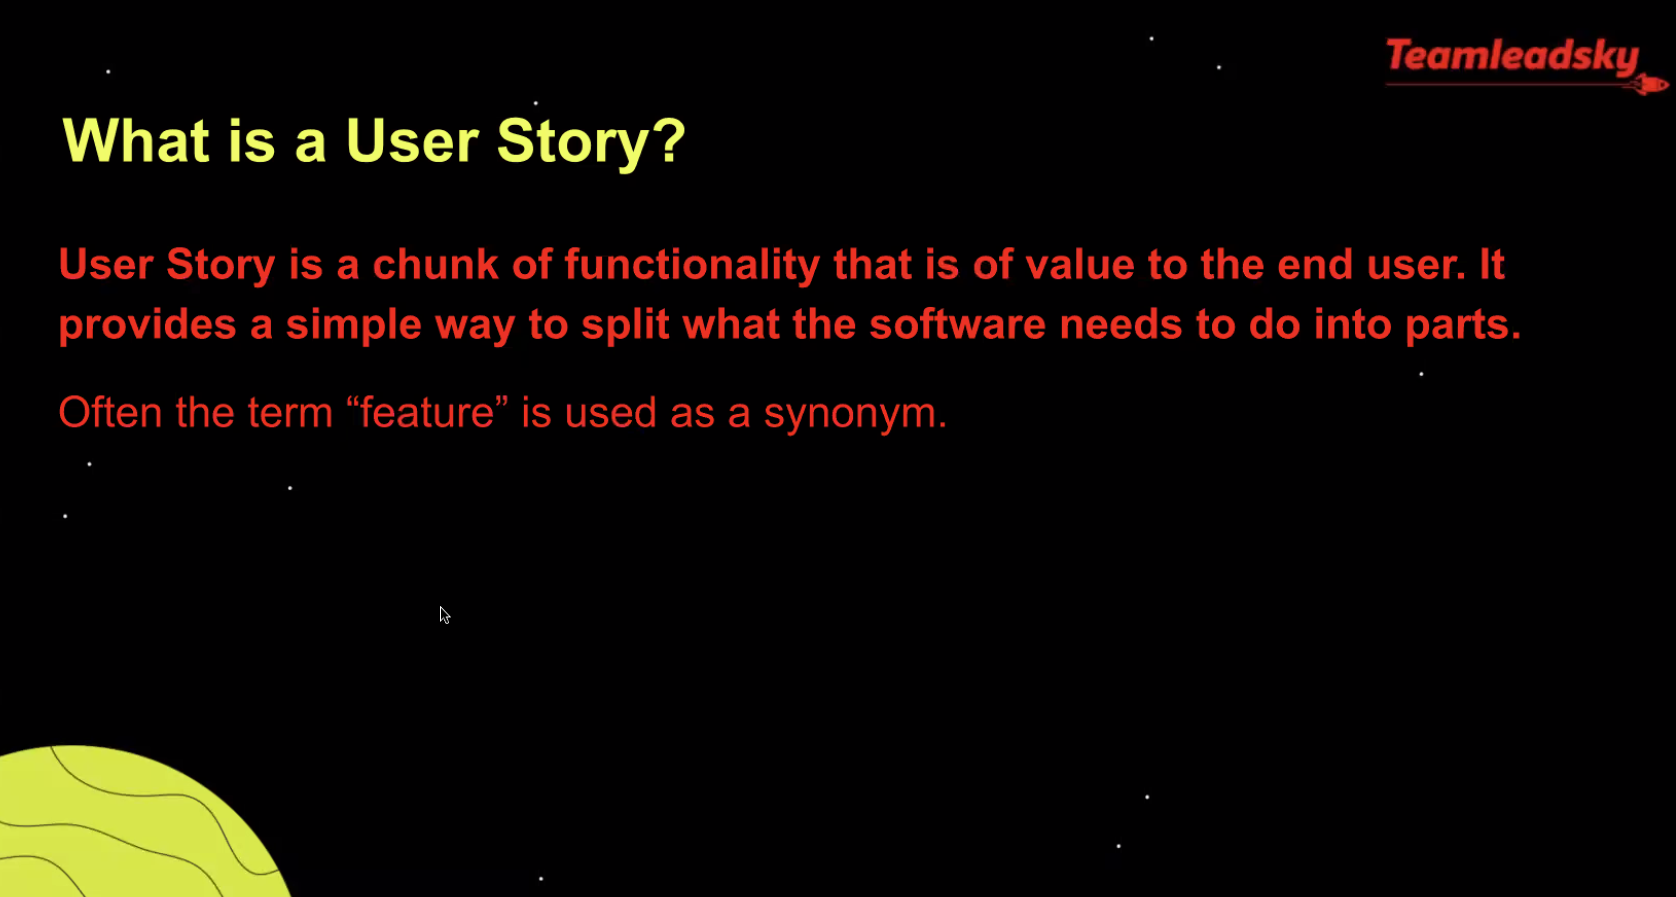 Teamleadsky
What is a User Story?
User Story is a chunk of functionality that is of value to the end user. It
provides a simple way to split what the software needs to do into parts.
Often the term “feature” is used as a synonym.